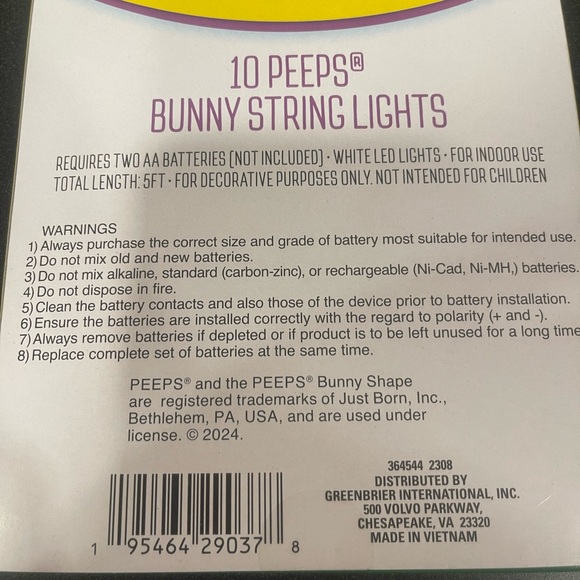 10 PEEPS®
BUNNY STRING LIGHTS
REQUIRES TWO AA BATTERIES (NOT INCLUDED) • WHITE LED LIGHTS • FOR INDOOR USE
TOTAL LENGTH: 5FT • FOR DECORATIVE PURPOSES ONLY. NOT INTENDED FOR CHILDREN
WARNINGS
1) Always purchase the correct size and grade of battery most suitable for intended use.
2) Do not mix old and new batteries.
3) Do not mix alkaline, standard (carbon-zinc), or rechargeable (Ni-Cad, Ni-MH,) batteries.
4) Do not dispose in fire.
5) Clean the battery contacts and also those of the device prior to battery installation.
6) Ensure the batteries are installed correctly with the regard to polarity (+ and -).
7) Always remove batteries if depleted or if product is to be left unused for a long time
8) Replace complete set of batteries at the same time.
PEEPS® and the PEEPS® Bunny Shape
are registered trademarks of Just Born, Inc.,
Bethlehem, PA, USA, and are used under
license. © 2024.
1 95464 29037 8
364544 2308
DISTRIBUTED BY
GREENBRIER INTERNATIONAL, INC.
500 VOLVO PARKWAY,
CHESAPEAKE, VA 23320
MADE IN VIETNAM